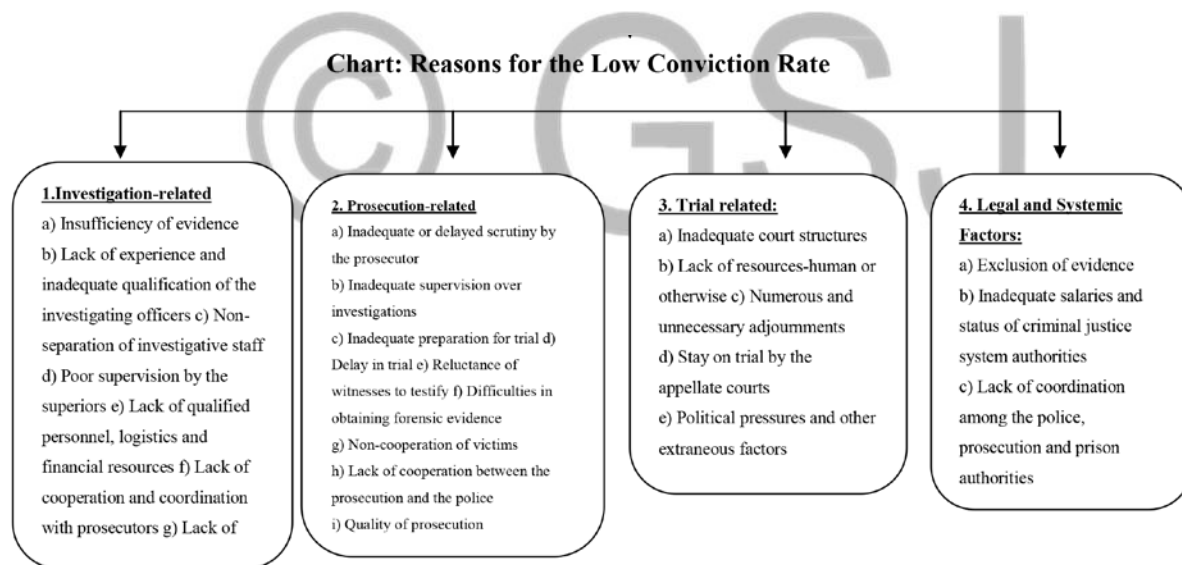 © GSJ
Chart: Reasons for the Low Conviction Rate
1.Investigation-related
a) Insufficiency of evidence
b) Lack of experience and
inadequate qualification of the
investigating officers c) Non-
separation of investigative staff
d) Poor supervision by the
superiors e) Lack of qualified
personnel, logistics and
financial resources f) Lack of
cooperation and coordination
with prosecutors g) Lack of
2. Prosecution-related
a) Inadequate or delayed scrutiny by
the prosecutor
b) Inadequate supervision over
investigations
c) Inadequate preparation for trial d)
Delay in trial e) Reluctance of
witnesses to testify f) Difficulties in
obtaining forensic evidence
g) Non-cooperation of victims
h) Lack of cooperation between the
prosecution and the police
i) Quality of prosecution
3. Trial related:
a) Inadequate court structures
b) Lack of resources-human or
otherwise c) Numerous and
unnecessary adjournments
d) Stay on trial by the
appellate courts
e) Political pressures and other
extraneous factors
4. Legal and Systemic
Factors:
a) Exclusion of evidence
b) Inadequate salaries and
status of criminal justice
system authorities
c) Lack of coordination
among the police,
prosecution and prison
authorities